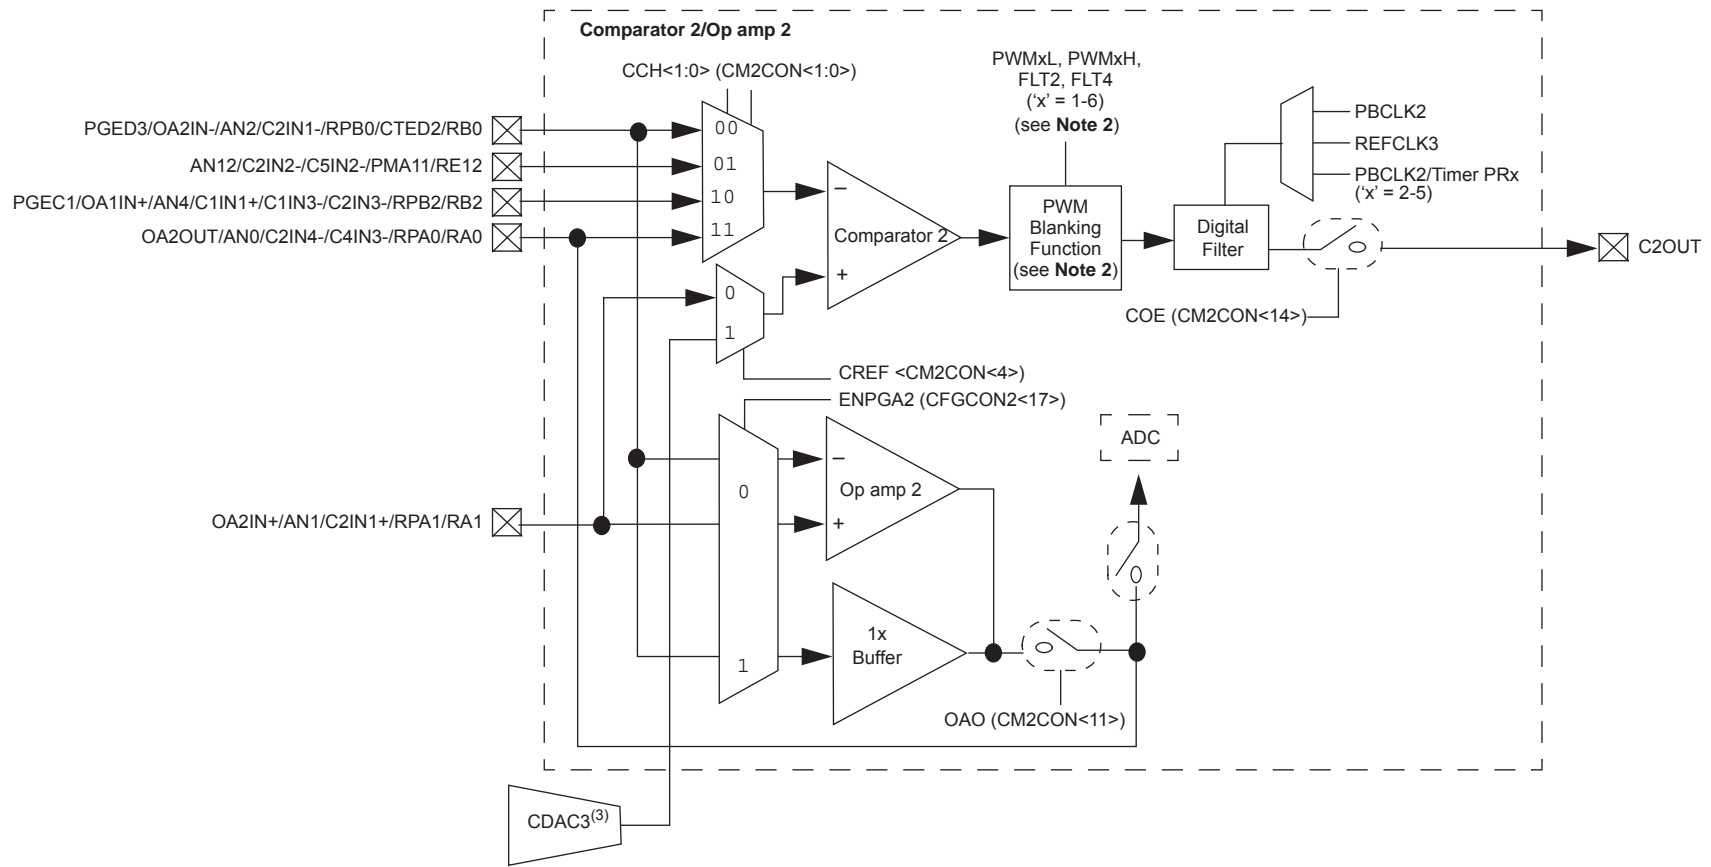 Comparator 2/Op amp 2
CCH<1:0> (CM2CON<1:0>)
PWMxL, PWMxH,
FLT2, FLT4
(‘x’ = 1-6)
(see Note 2)
PGED3/OA2IN-/AN2/C2IN1-/RPB0/CTED2/RB0
AN12/C2IN2-/C5IN2-/PMA11/RE12
PGEC1/OA1IN+/AN4/C1IN1+/C1IN3-/C2IN3-/RPB2/RB2
OA2OUT/AN0/C2IN4-/C4IN3-/RPA0/RA0
00
01
10
11
–
Comparator 2
+
0
1
PWM
Blanking
Function
(see Note 2)
Digital
Filter
PBCLK2
REFCLK3
PBCLK2/Timer PRx
(‘x’ = 2-5)
C2OUT
COE (CM2CON<14>)
CREF <CM2CON<4>)
ENPGA2 (CFGCON2<17>)
ADC
–
Op amp 2
+
0
1
OA2IN+/AN1/C2IN1+/RPA1/RA1
1x
Buffer
OAO (CM2CON<11>)
CDAC3(3)